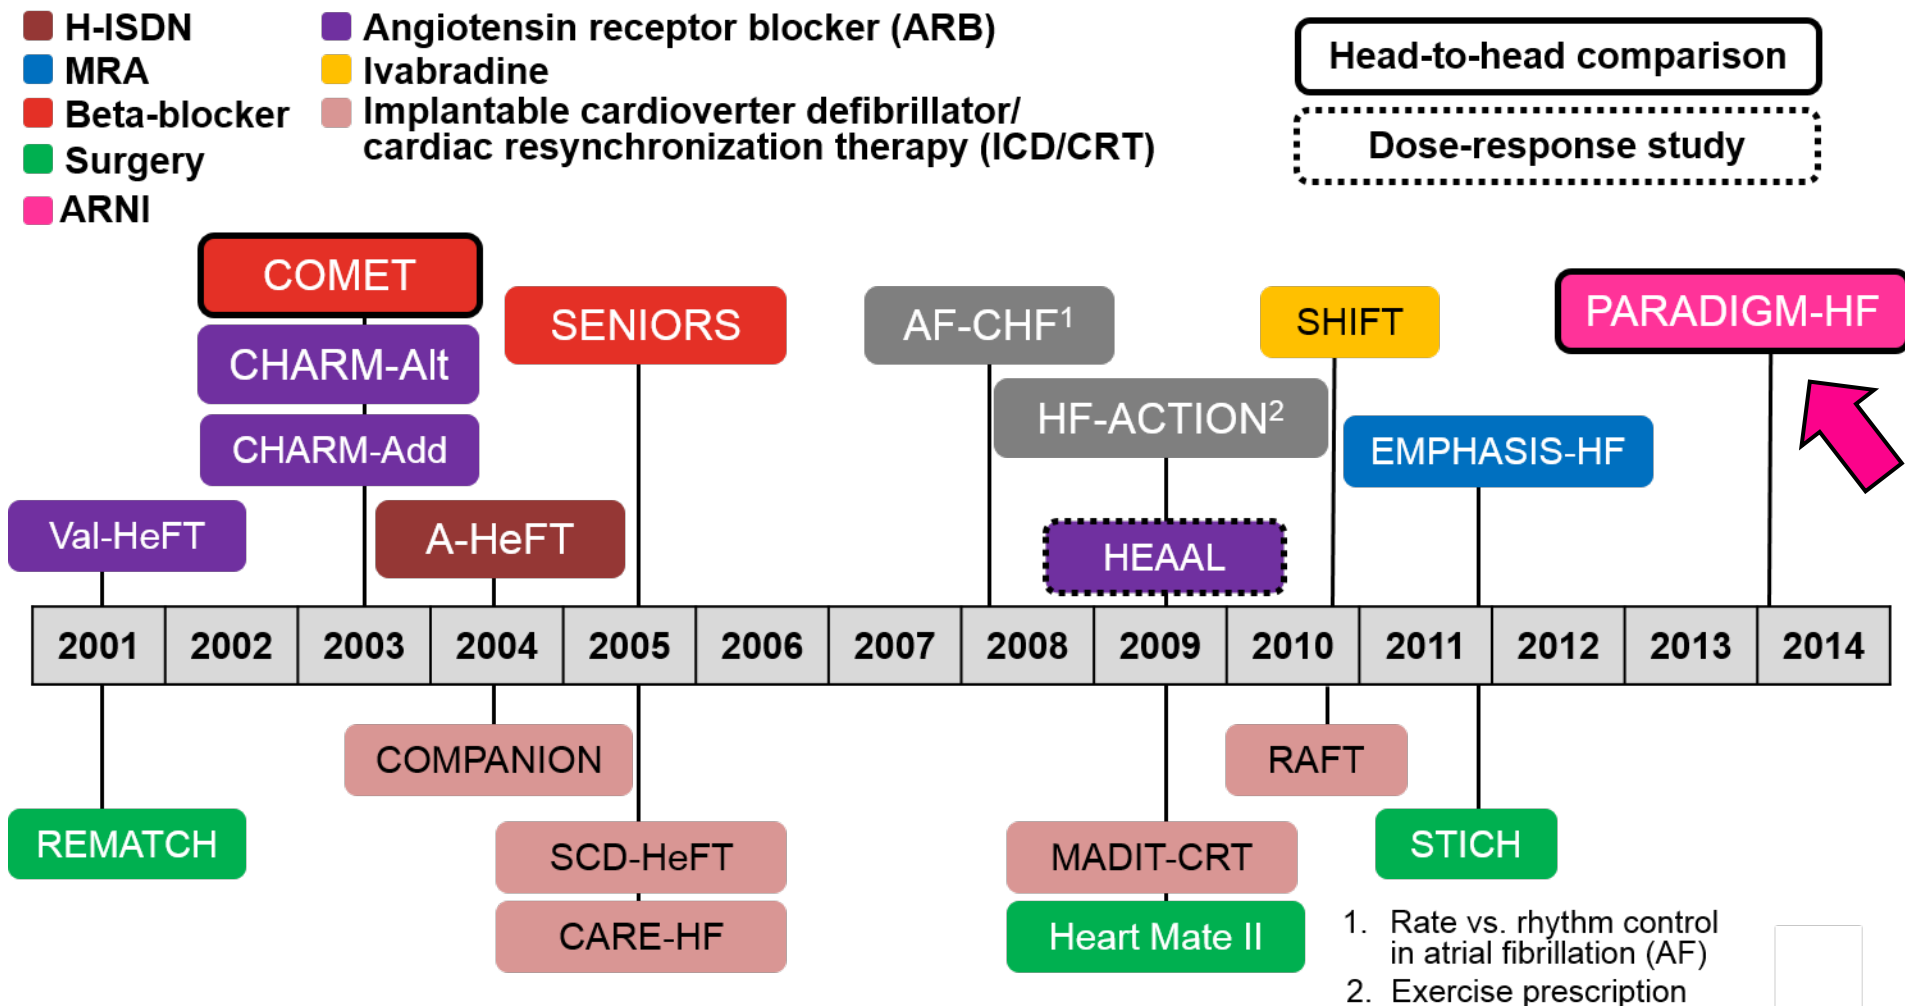 H-ISDN
MRA
Beta-blocker
Surgery
ARNI
Angiotensin receptor blocker (ARB)
Ivabradine
Implantable cardioverter defibrillator/
cardiac resynchronization therapy (ICD/CRT)
Head-to-head comparison
Dose-response study
COMET
CHARM-Alt
CHARM-Add
Val-HeFT
A-HeFT
SENIORS
AF-CHF1
HF-ACTION2
HEAAL
SHIFT
EMPHASIS-HF
PARADIGM-HF
2001 2002 2003 2004 2005 2006 2007 2008 2009 2010 2011 2012 2013 2014
COMPANION
RAFT
REMATCH
SCD-HeFT
MADIT-CRT
STICH
CARE-HF
Heart Mate II
1. Rate vs. rhythm control
in atrial fibrillation (AF)
2. Exercise prescription